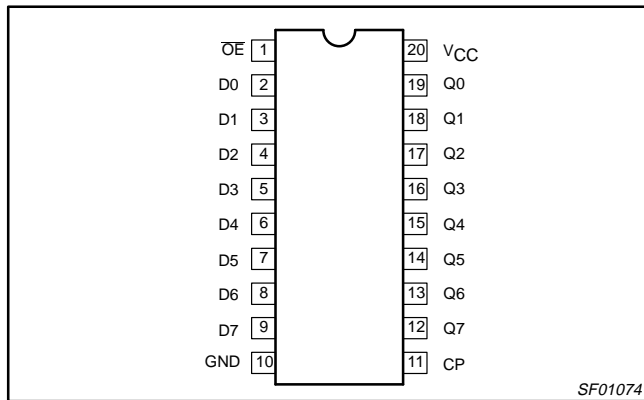 O̅E̅ 1 20 VCC
D0 2 19 Q0
D1 3 18 Q1
D2 4 17 Q2
D3 5 16 Q3
D4 6 15 Q4
D5 7 14 Q5
D6 8 13 Q6
D7 9 12 Q7
GND 10 11 CP
SF01074